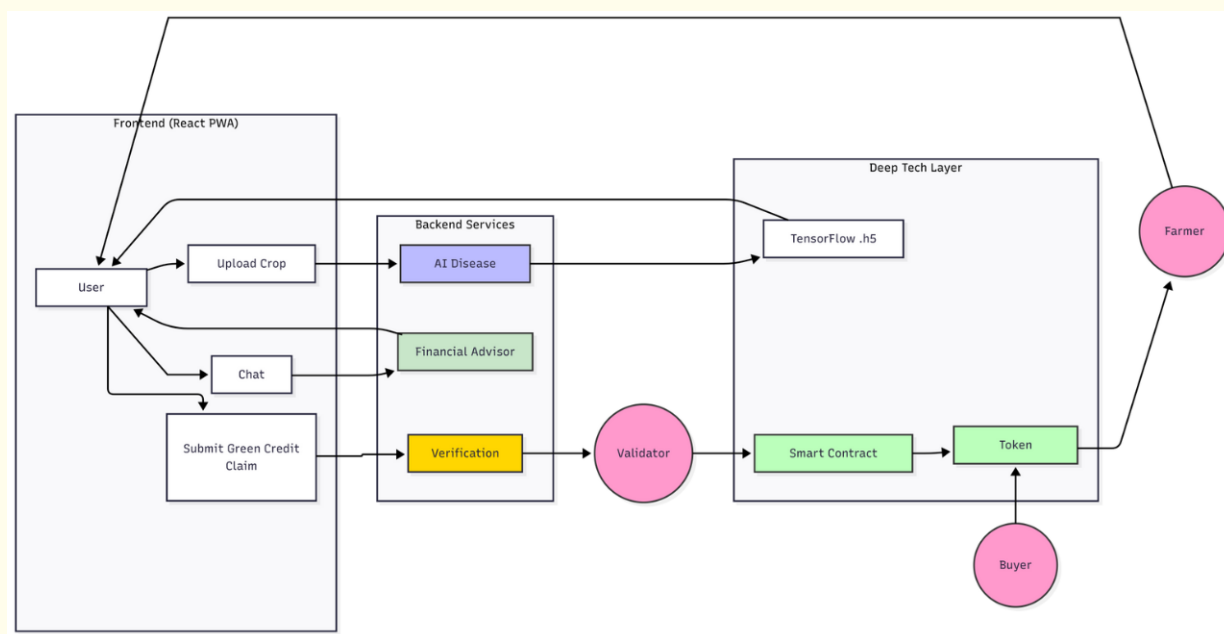 Frontend (React PWA)
Deep Tech Layer
Backend Services
TensorFlow .h5
Farmer
Upload Crop
AI Disease
User
Financial Advisor
Chat
Submit Green Credit
Claim
Verification
Validator
Smart Contract
Token
Buyer